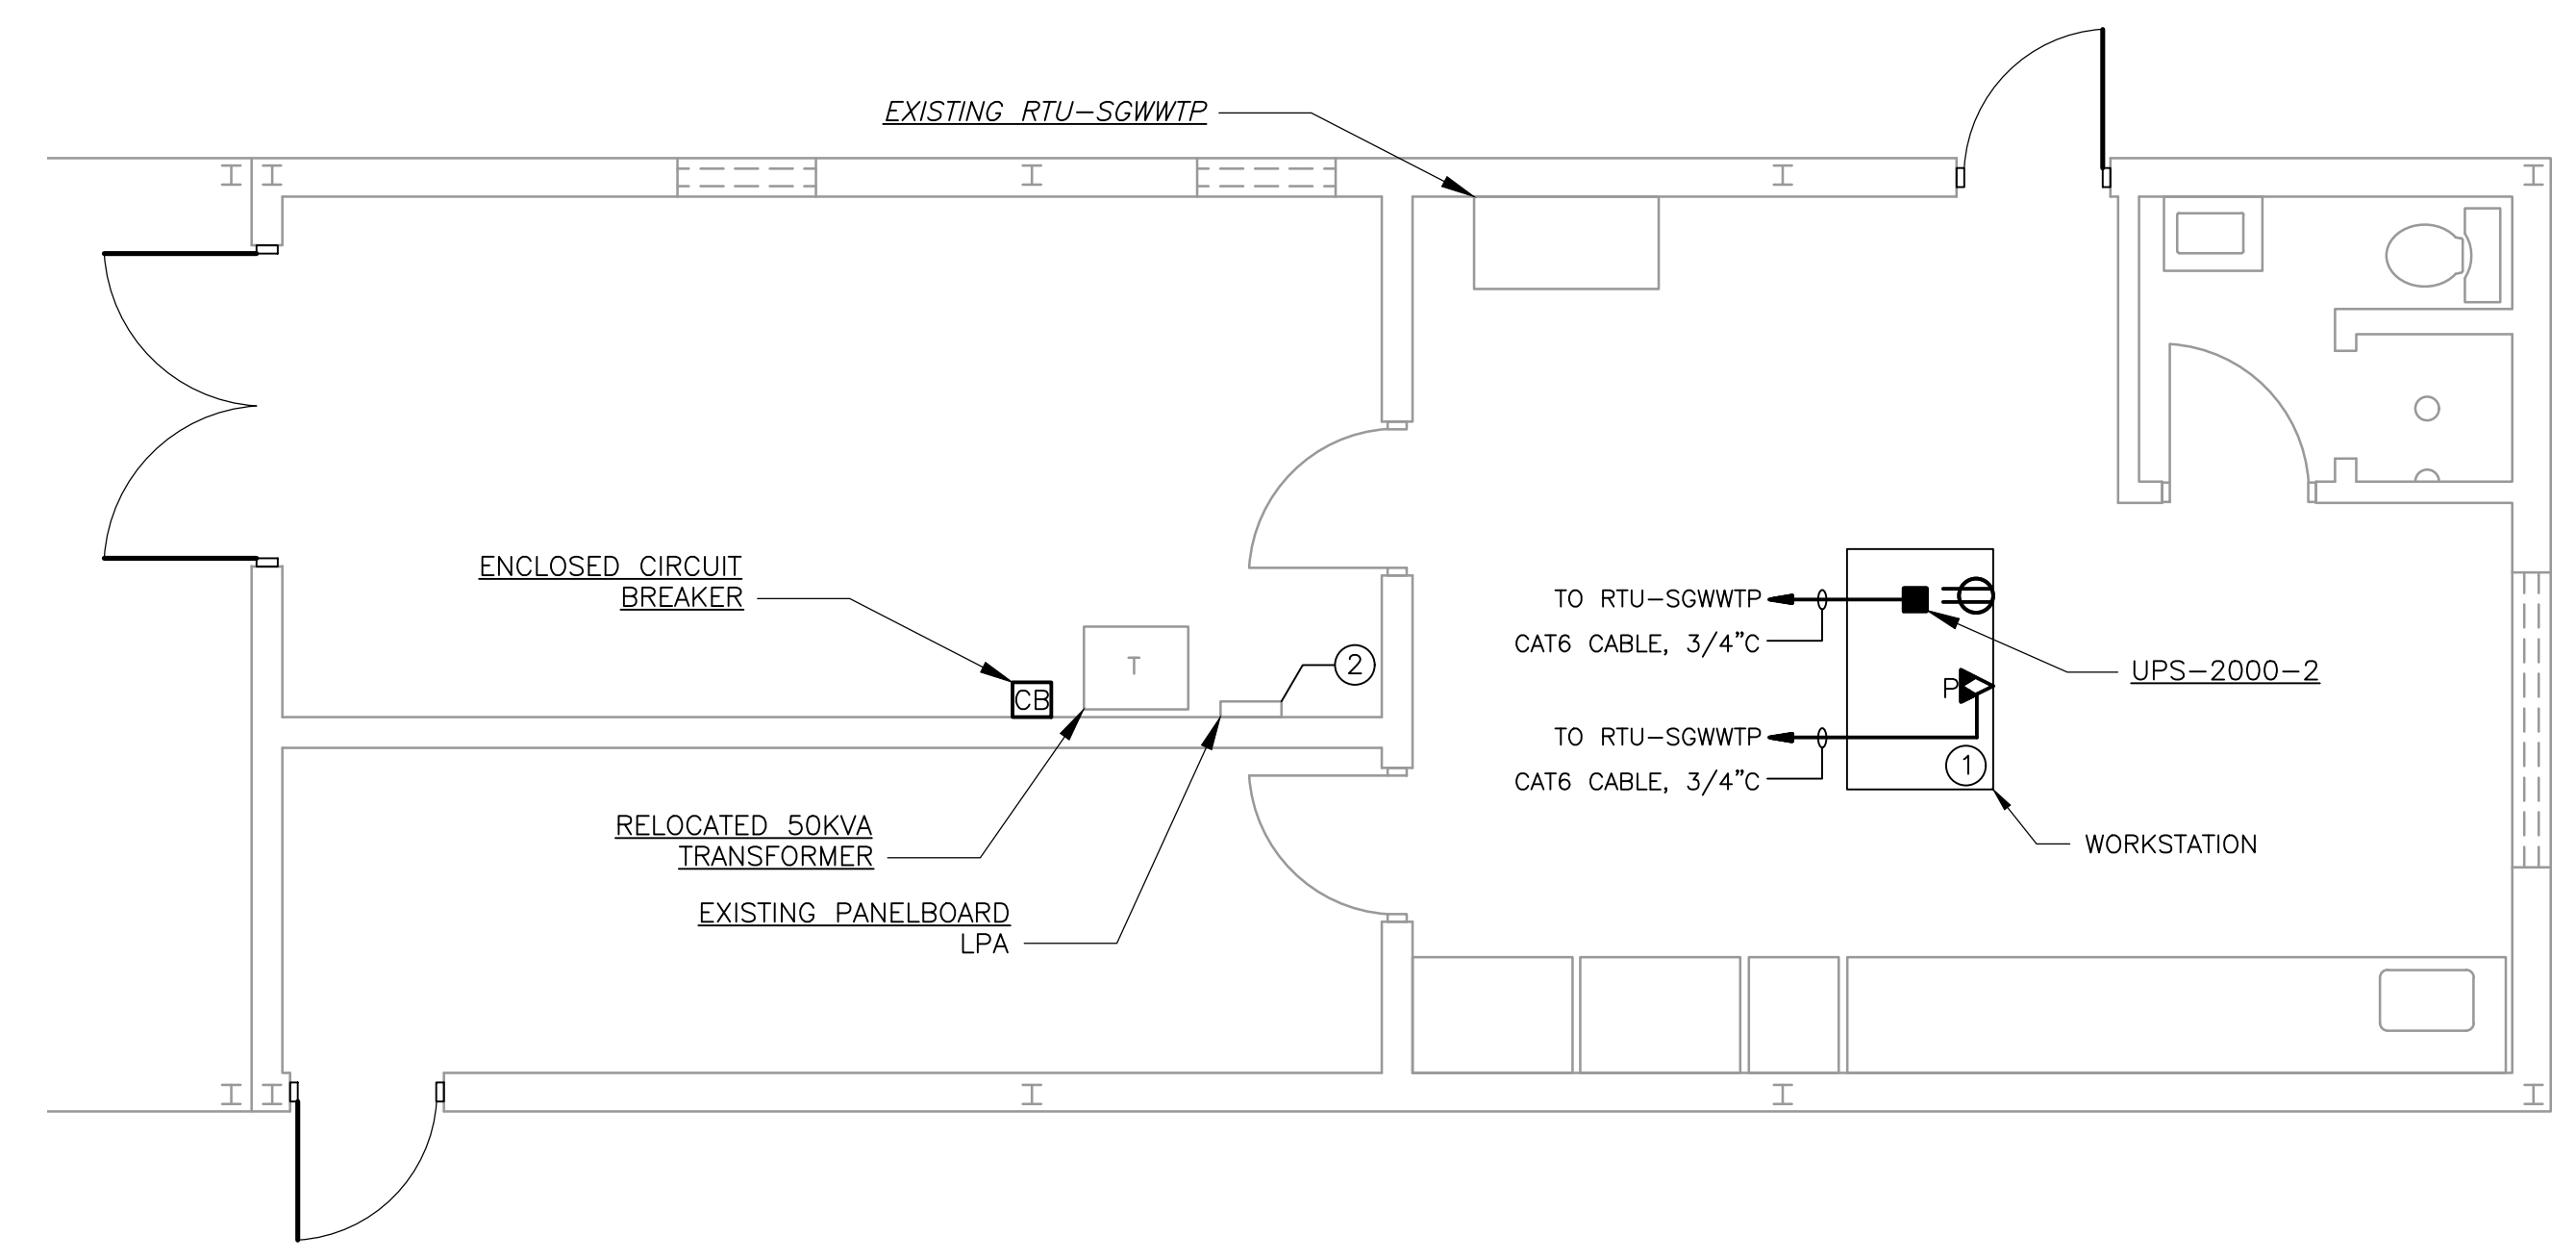 EXISTING RTU-SGWWTP
ENCLOSED CIRCUIT
BREAKER
CB
T
2
RELOCATED 50KVA
TRANSFORMER
EXISTING PANELBOARD
LPA
TO RTU-SGWWTP
CAT6 CABLE, 3/4"C
UPS-2000-2
P
TO RTU-SGWWTP
CAT6 CABLE, 3/4"C
1
WORKSTATION